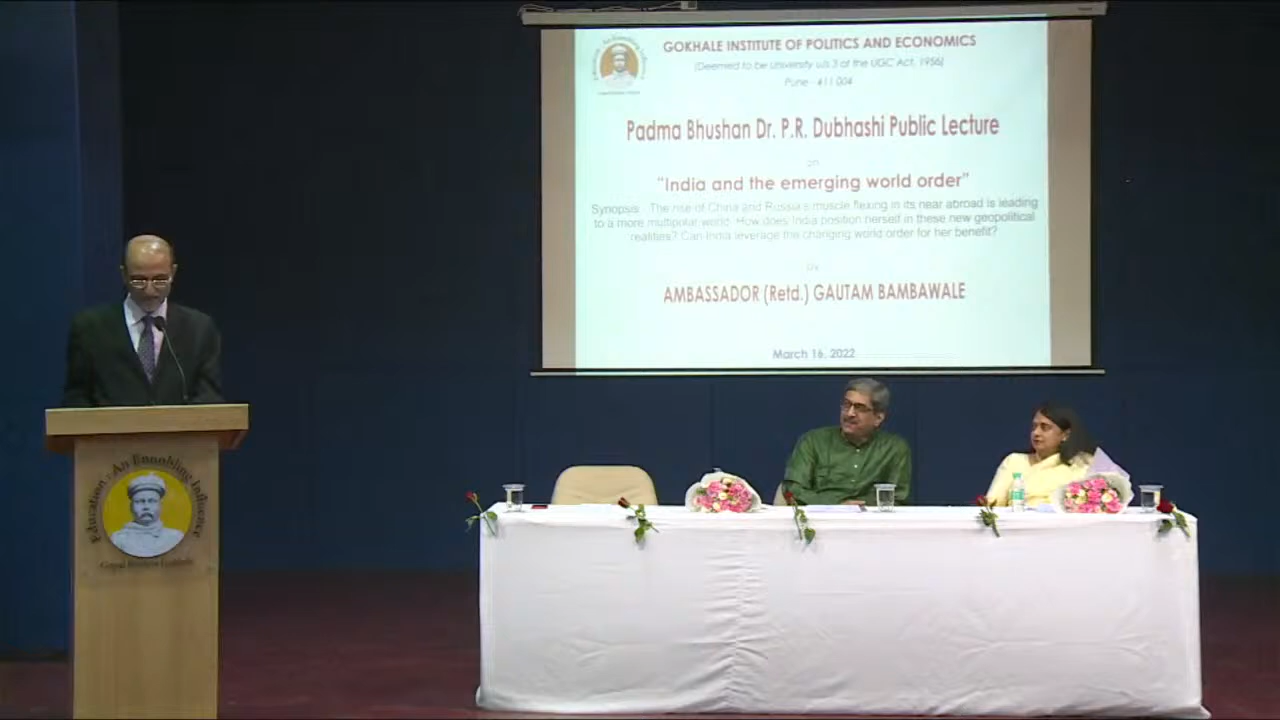 GOKHALE INSTITUTE OF POLITICS AND ECONOMICS
(Deemed to be University u/s 3 of the UGC Act, 1956)
Pune - 411 004
Padma Bhushan Dr. P.R. Dubhashi Public Lecture
on
"India and the emerging world order"
Synopsis - The rise of China and Russia's muscle flexing in its near abroad is leading
to a more multipolar world. How does India position herself in these new geopolitical
realities? Can India leverage the changing world order for her benefit?
by
AMBASSADOR (Retd.) GAUTAM BAMBAWALE
March 16, 2022
Education : An Ennobling Influence
Gopal Krishna Gokhale